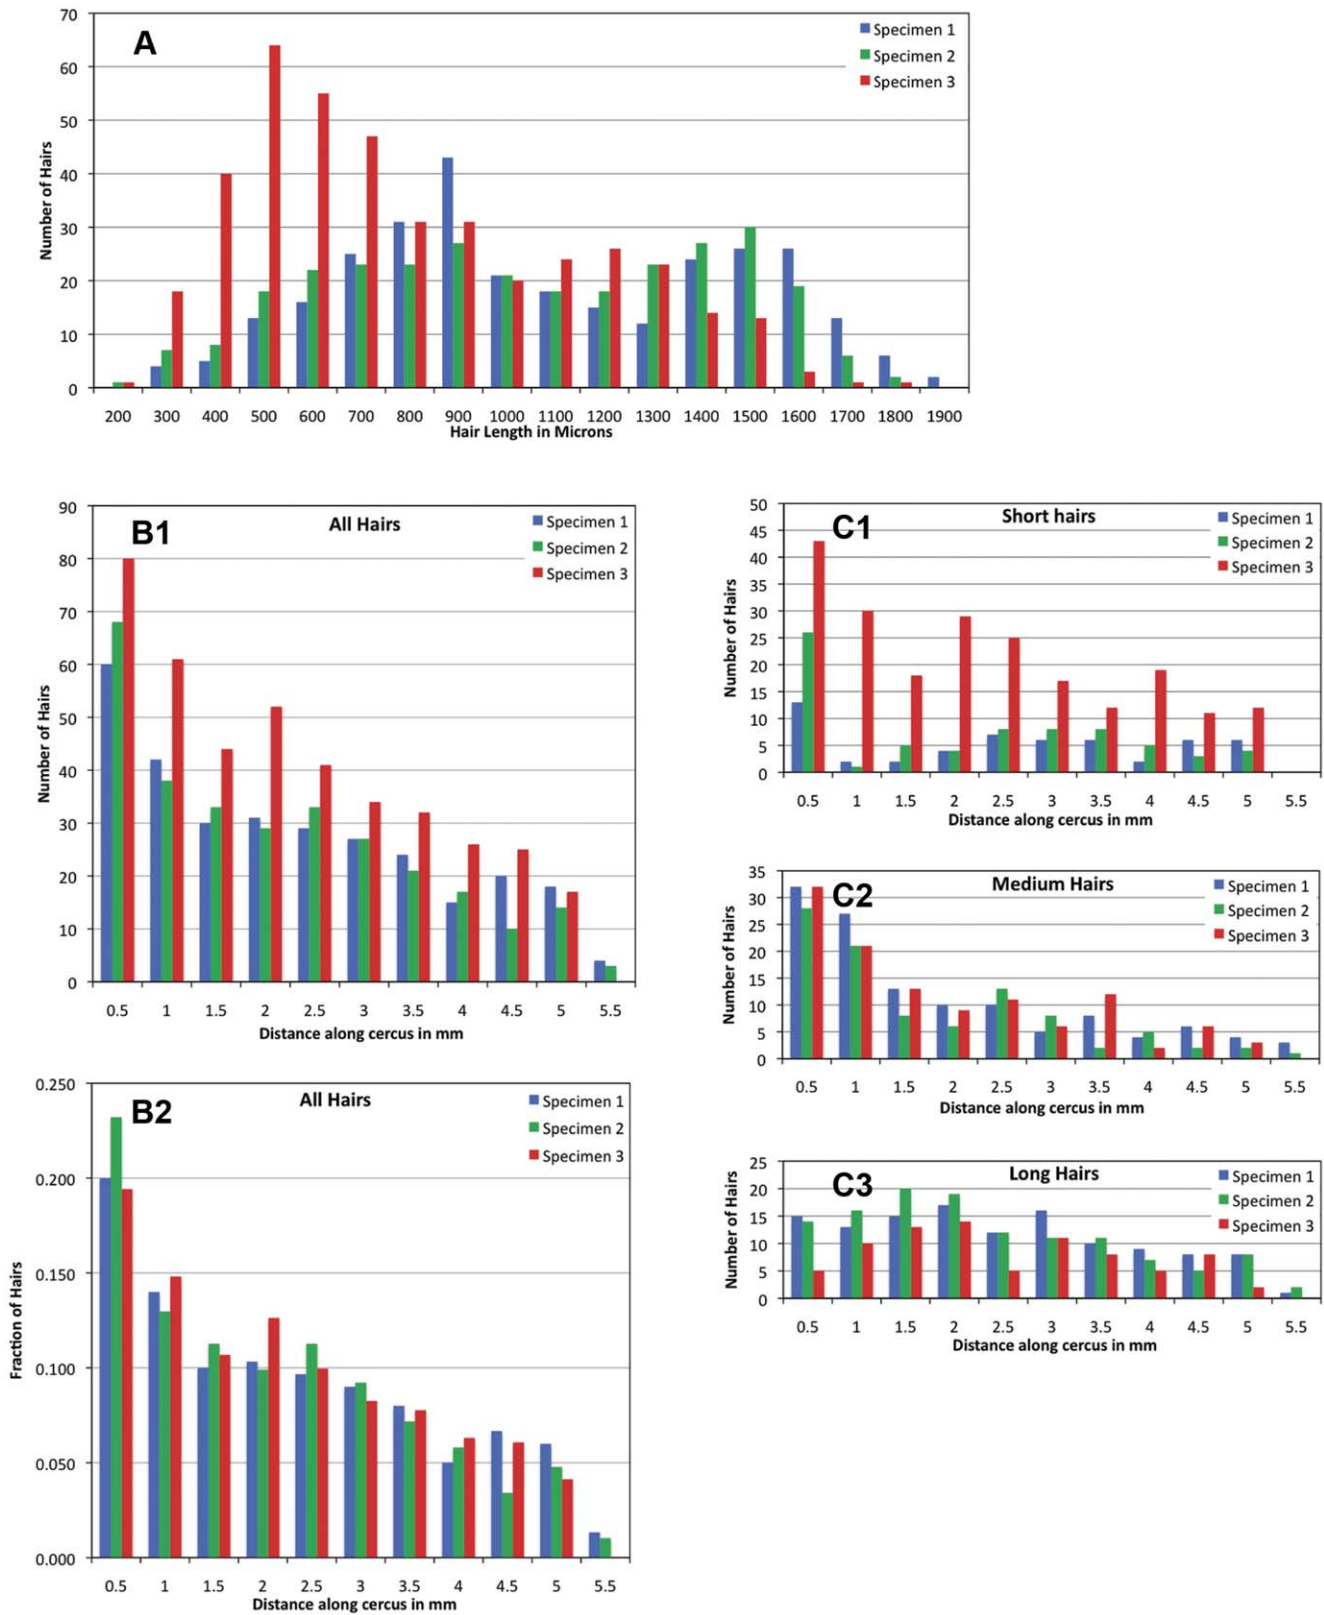 A
Specimen 1
Specimen 2
Specimen 3
70
60
50
40
30
20
10
0
Number of Hairs
200 300 400 500 600 700 800 900 1000 1100 1200 1300 1400 1500 1600 1700 1800 1900
Hair Length in Microns
B1
All Hairs
Specimen 1
Specimen 2
Specimen 3
90
80
70
60
50
40
30
20
10
0
Number of Hairs
0.5 1 1.5 2 2.5 3 3.5 4 4.5 5 5.5
Distance along cercus in mm
B2
All Hairs
Specimen 1
Specimen 2
Specimen 3
0.250
0.200
0.150
0.100
0.050
0.000
Fraction of Hairs
0.5 1 1.5 2 2.5 3 3.5 4 4.5 5 5.5
Distance along cercus in mm
C1
Short hairs
Specimen 1
Specimen 2
Specimen 3
50
45
40
35
30
25
20
15
10
5
0
Number of Hairs
0.5 1 1.5 2 2.5 3 3.5 4 4.5 5 5.5
Distance along cercus in mm
C2
Medium Hairs
Specimen 1
Specimen 2
Specimen 3
35
30
25
20
15
10
5
0
Number of Hairs
0.5 1 1.5 2 2.5 3 3.5 4 4.5 5 5.5
Distance along cercus in mm
C3
Long Hairs
Specimen 1
Specimen 2
Specimen 3
25
20
15
10
5
0
Number of Hairs
0.5 1 1.5 2 2.5 3 3.5 4 4.5 5 5.5
Distance along cercus in mm